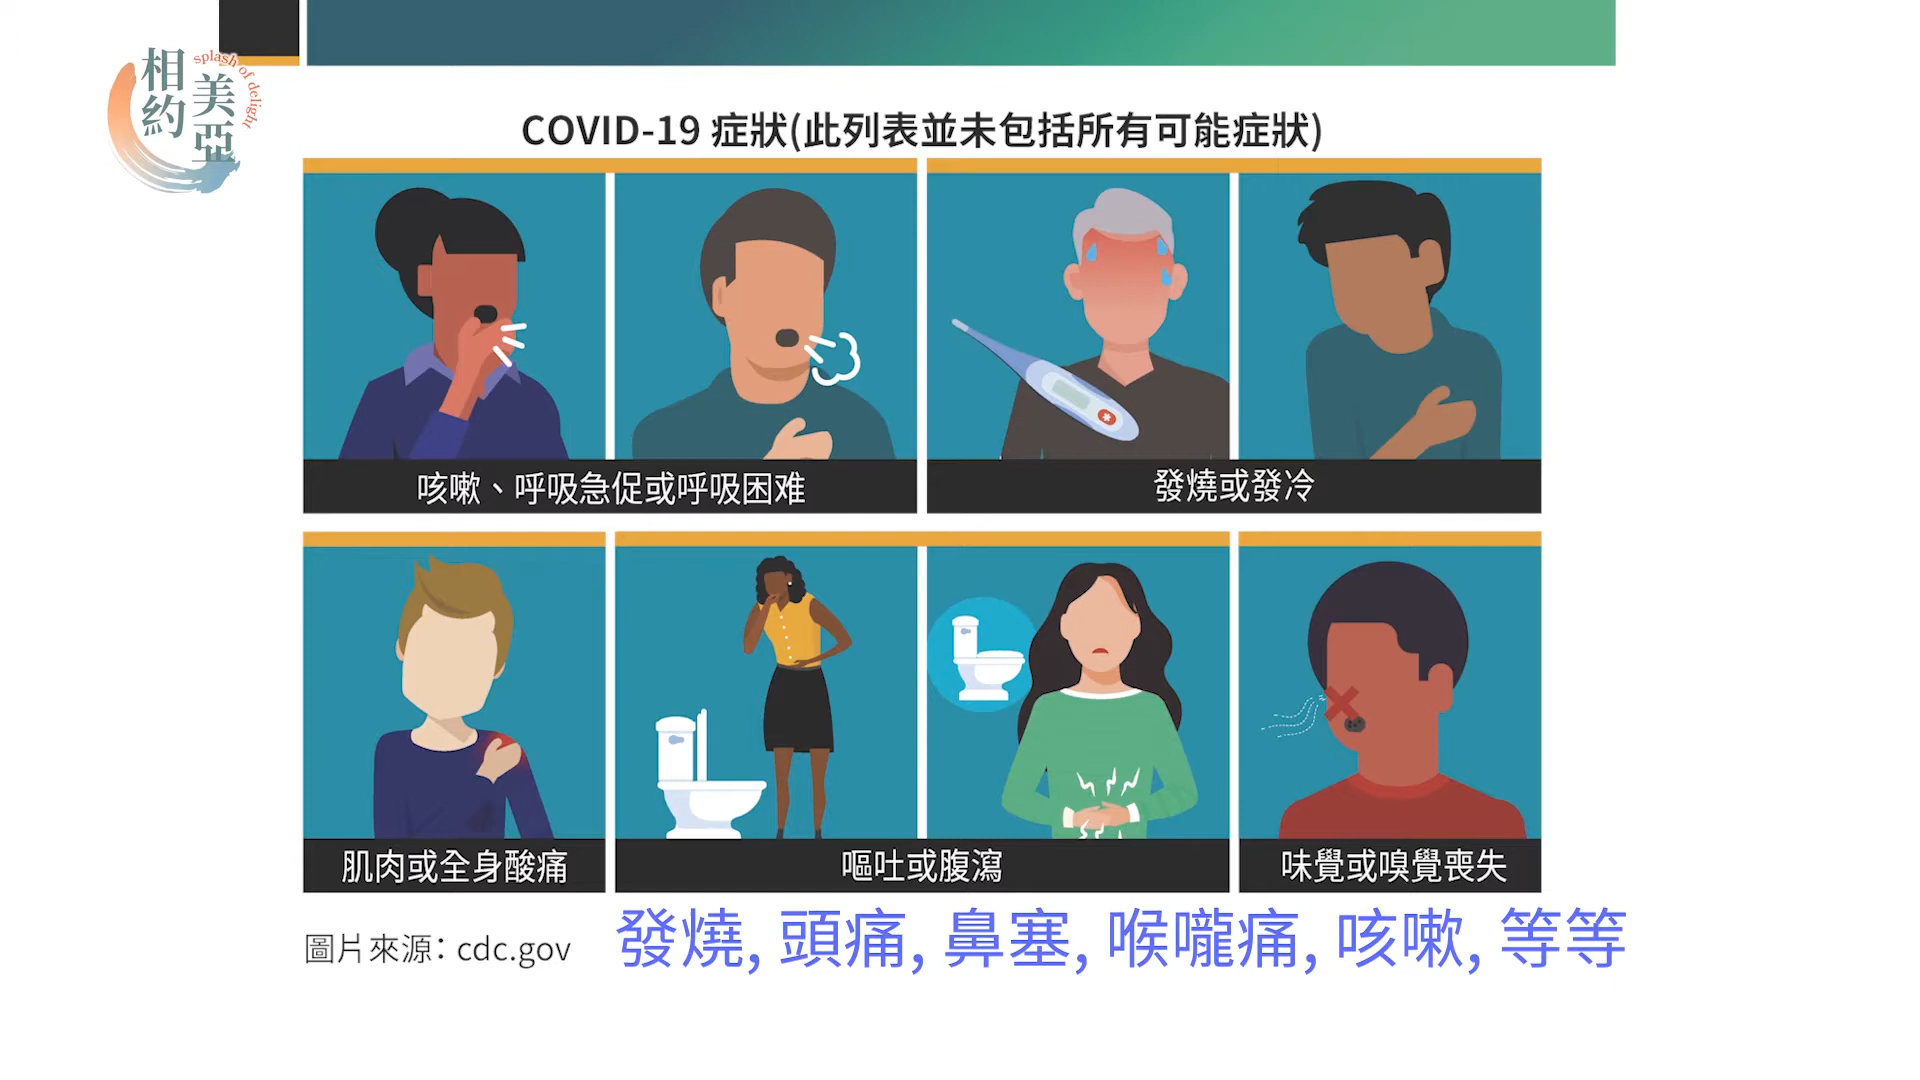 相約
美亞
splash of delight
COVID-19 症狀(此列表並未包括所有可能症狀)
咳嗽、呼吸急促或呼吸困难
發燒或發冷
肌肉或全身酸痛
嘔吐或腹瀉
味覺或嗅覺喪失
圖片來源: cdc.gov
發燒, 頭痛, 鼻塞, 喉嚨痛, 咳嗽, 等等